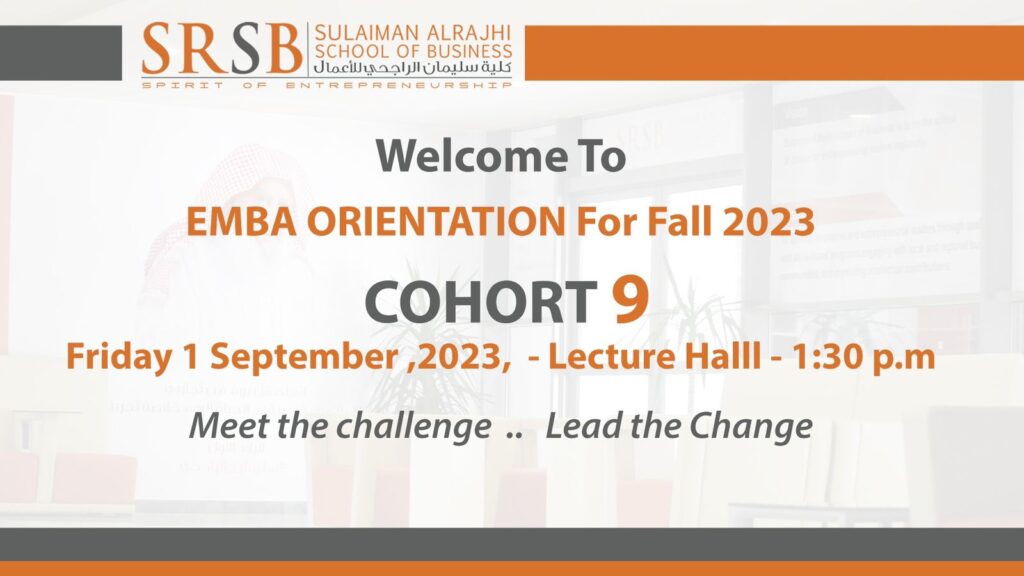 SRSB
SULAIMAN ALRAJHI
SCHOOL OF BUSINESS
كلية سليمان الراجحي للأعمال
SPIRIT OF ENTREPRENEURSHIP
Welcome To
EMBA ORIENTATION For Fall 2023
COHORT 9
Friday 1 September ,2023,  - Lecture Halll - 1:30 p.m
Meet the challenge  ..   Lead the Change